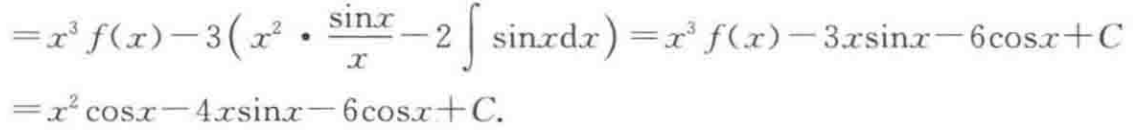 =x³f(x)−3(x²・sinx/x−2∫sinxdx)=x³f(x)−3xsinx−6cosx+C
=x²cosx−4xsinx−6cosx+C.